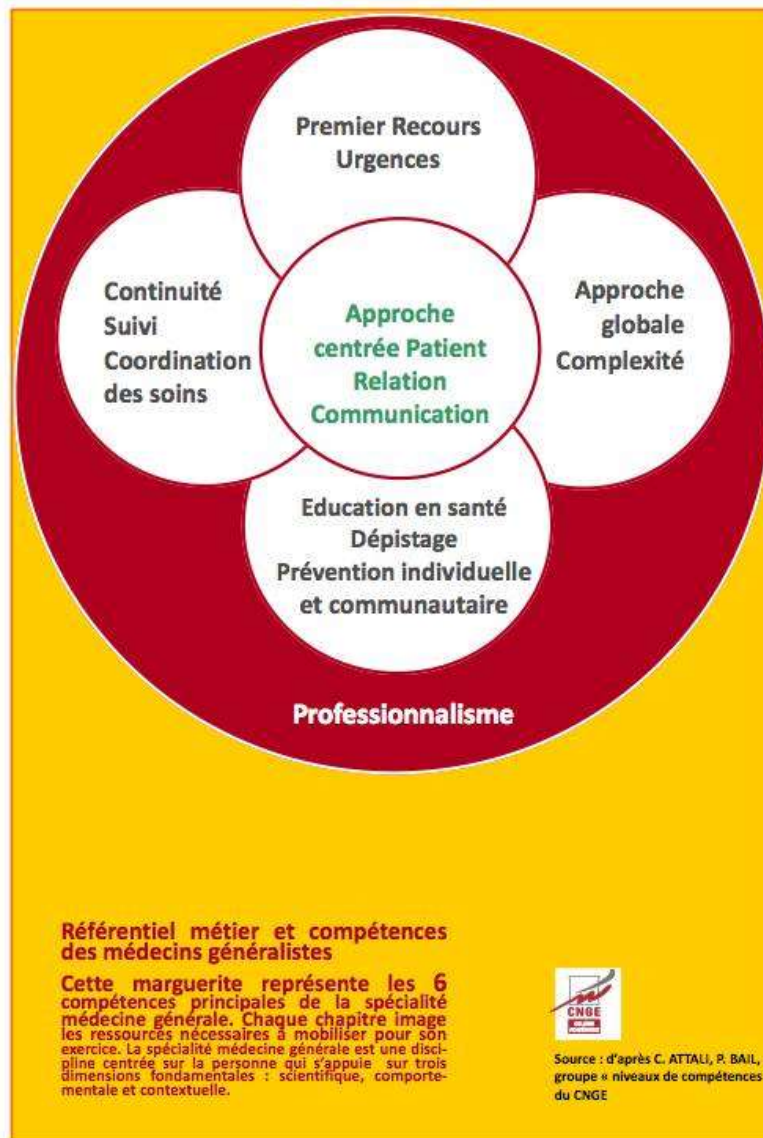 Premier Recours
Urgences
Continuité
Suivi
Coordination
des soins
Approche
centrée Patient
Relation
Communication
Approche
globale
Complexité
Education en santé
Dépistage
Prévention individuelle
et communautaire
Professionnalisme
Référentiel métier et compétences
des médecins généralistes
Cette marguerite représente les 6
compétences principales de la spécialité
médecine générale. Chaque chapitre image
les ressources nécessaires à mobiliser pour son
exercice. La spécialité médecine générale est une disci-
pline centrée sur la personne qui s'appuie sur trois
dimensions fondamentales : scientifique, comporte-
mentale et contextuelle.
CNGE
Source : d'après C. ATTALI, P. BAIL,
groupe « niveaux de compétences
du CNGE